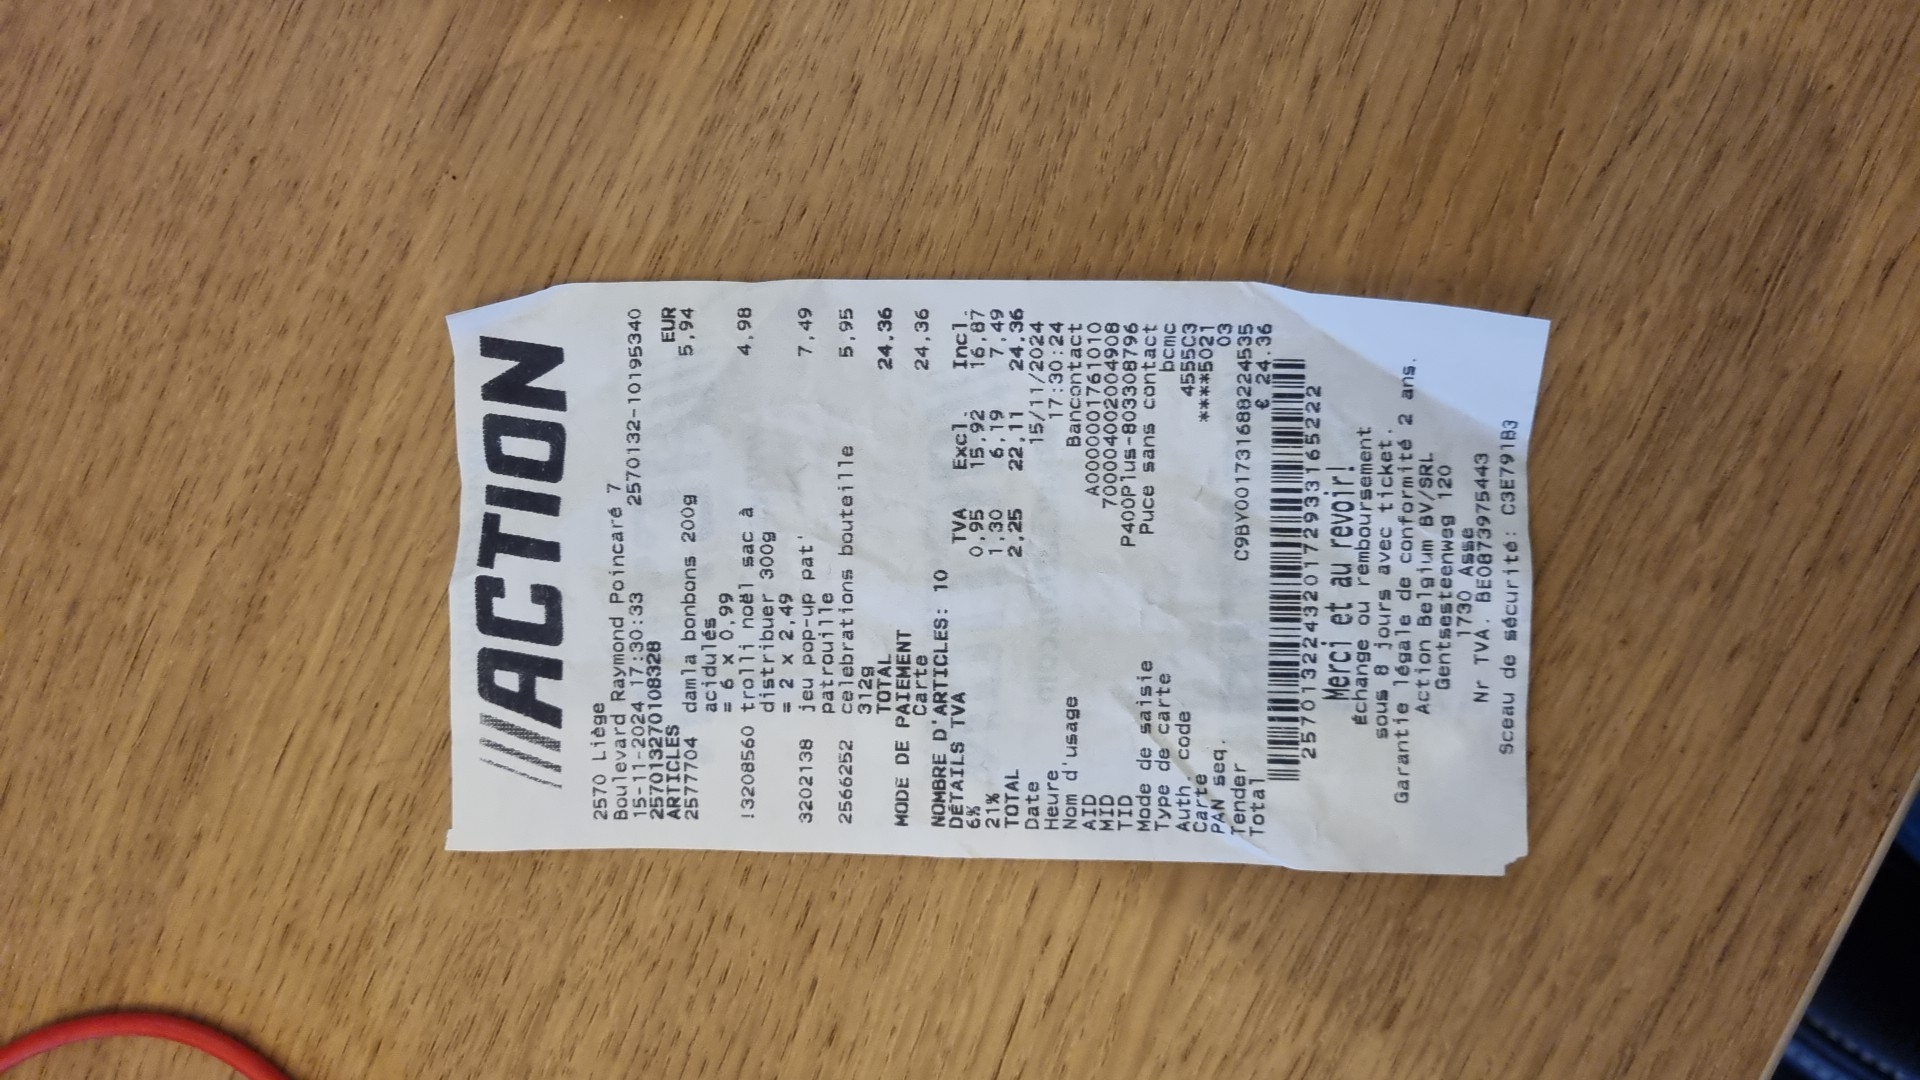 ACTION
2570 Liège
Boulevard Raymond Poincaré 7
15-11-2024 17:30:33 2570132-10195340
257013270108328
ARTICLES EUR
2577704 damla bonbons 200g 5,94
acidulés
= 6 x 0,99
!3208560 trolli noël sac à 4,98
distribuer 300g
= 2 x 2,49
3202138 jeu pop-up pat' 7,49
patrouille
2566252 celebrations bouteille 5,95
312g
TOTAL 24,36
MODE DE PAIEMENT
Carte 24,36
NOMBRE D'ARTICLES: 10
DÉTAILS TVA TVA Excl. Incl.
6% 0,95 15,92 16,87
21% 1,30 6,19 7,49
TOTAL 2,25 22,11 24,36
Date 15/11/2024
Heure 17:30:24
Nom d'usage Bancontact
AID A0000001761010
MID 700004002004908
TID P400Plus-803308796
Mode de saisie Puce sans contact
Type de carte bcmc
Auth. code 4555C3
Carte ****5021
PAN seq. 03
Tender C9BY001731688224535
Total € 24.36
257013224320172933165222
Merci et au revoir!
Échange ou remboursement
sous 8 jours avec ticket.
Garantie légale de conformité 2 ans.
Action Belgium BV/SRL
Gentsesteenweg 120
1730 Asse
Nr TVA. BE0873975443
Sceau de sécurité: C3E791B3